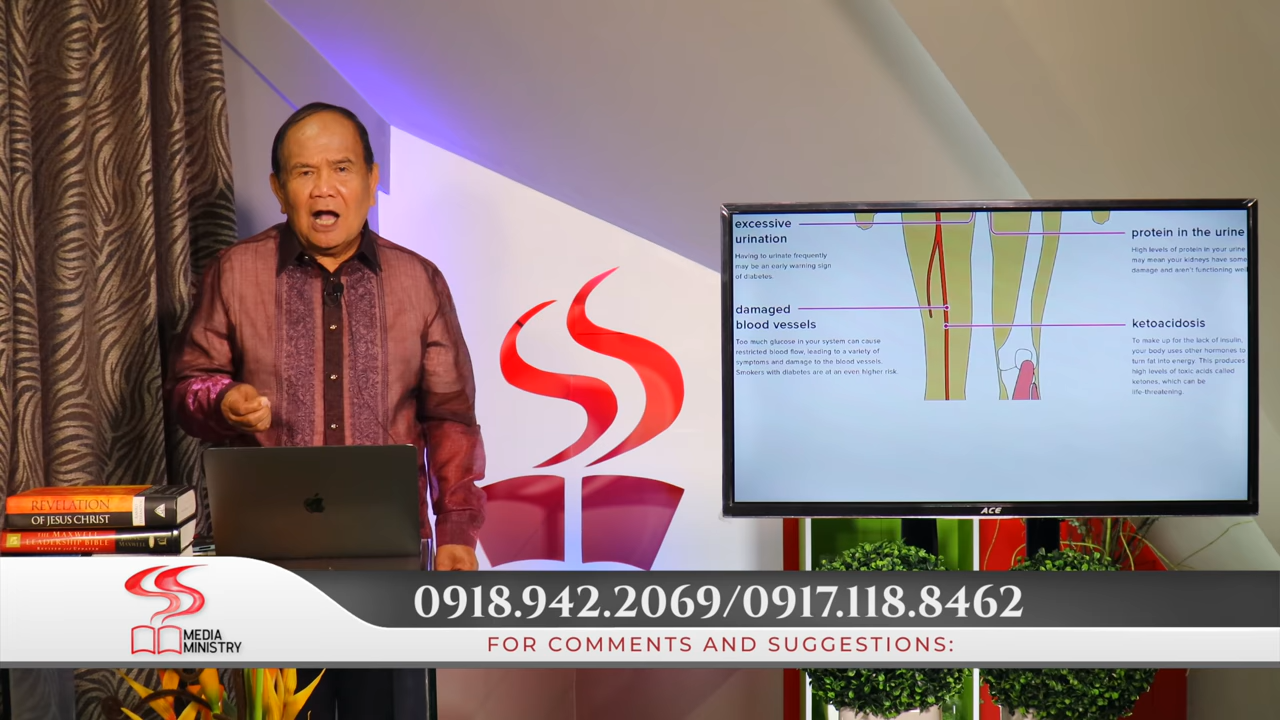 excessive
urination
Having to urinate frequently
may be an early warning sign
of diabetes.
damaged
blood vessels
Too much glucose in your system can cause
restricted blood flow, leading to a variety of
symptoms and damage to the blood vessels.
Smokers with diabetes are at an even higher risk.
protein in the urine
High levels of protein in your urine
may mean your kidneys have some
damage and aren't functioning well
ketoacidosis
To make up for the lack of insulin,
your body uses other hormones to
turn fat into energy. This produces
high levels of toxic acids called
ketones, which can be
life-threatening.
ACE
REVELATION
OF JESUS CHRIST
THE MAXWELL
LEADERSHIP BIBLE
MEDIA
MINISTRY
0918.942.2069/0917.118.8462
FOR COMMENTS AND SUGGESTIONS: